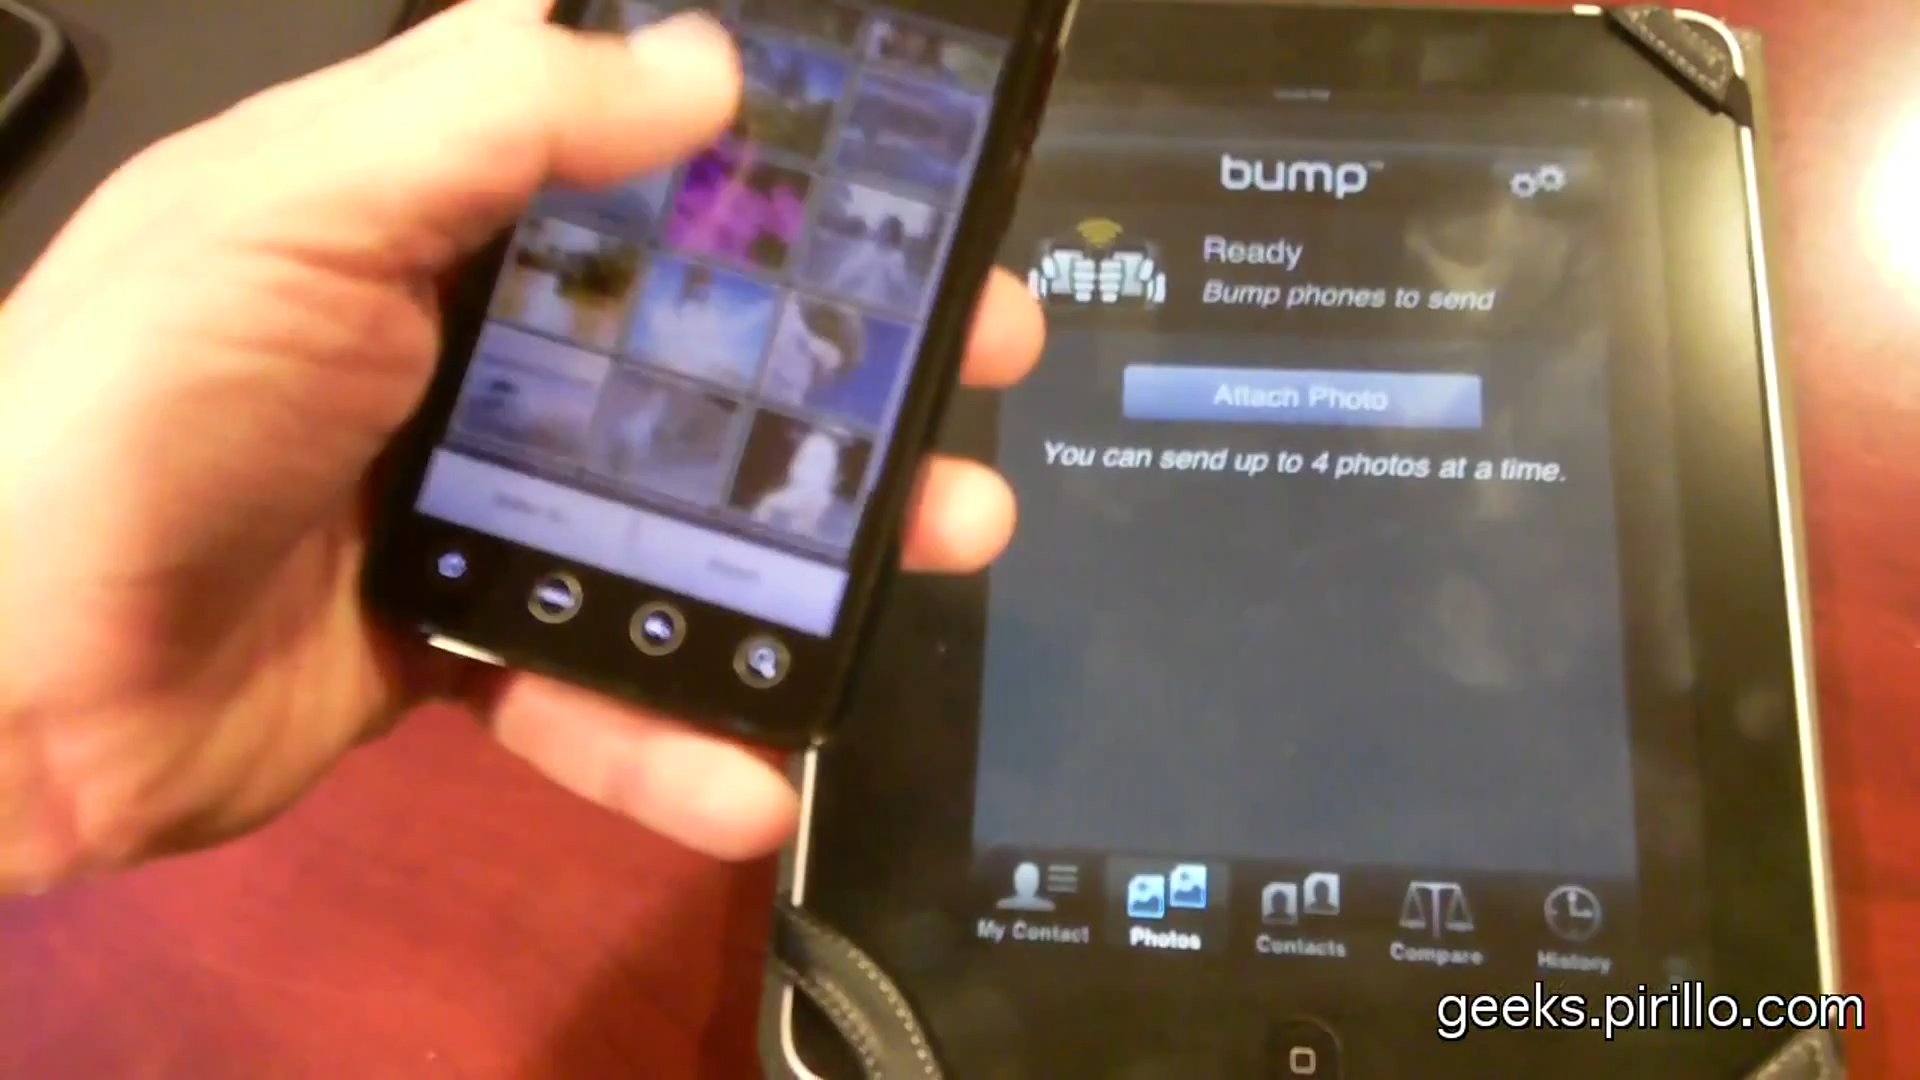 bump™
Ready
Bump phones to send
Attach Photo
You can send up to 4 photos at a time.
My Contact
Photos
Contacts
Compare
History
geeks.pirillo.com